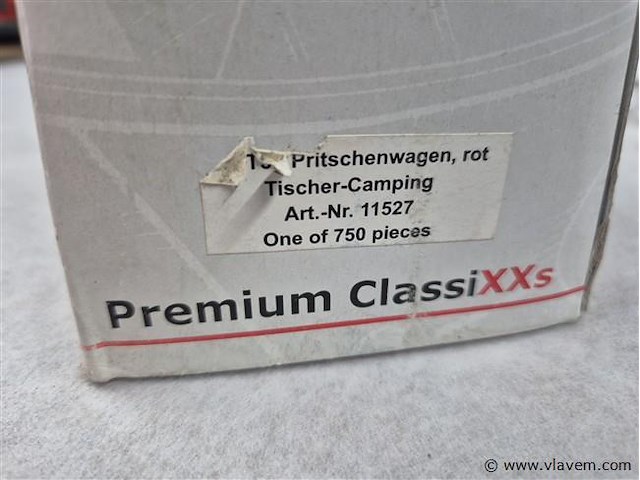 Pritschenwagen, rot
Tischer-Camping
Art.-Nr. 11527
One of 750 pieces
Premium ClassiXXs
© www.vlavem.com